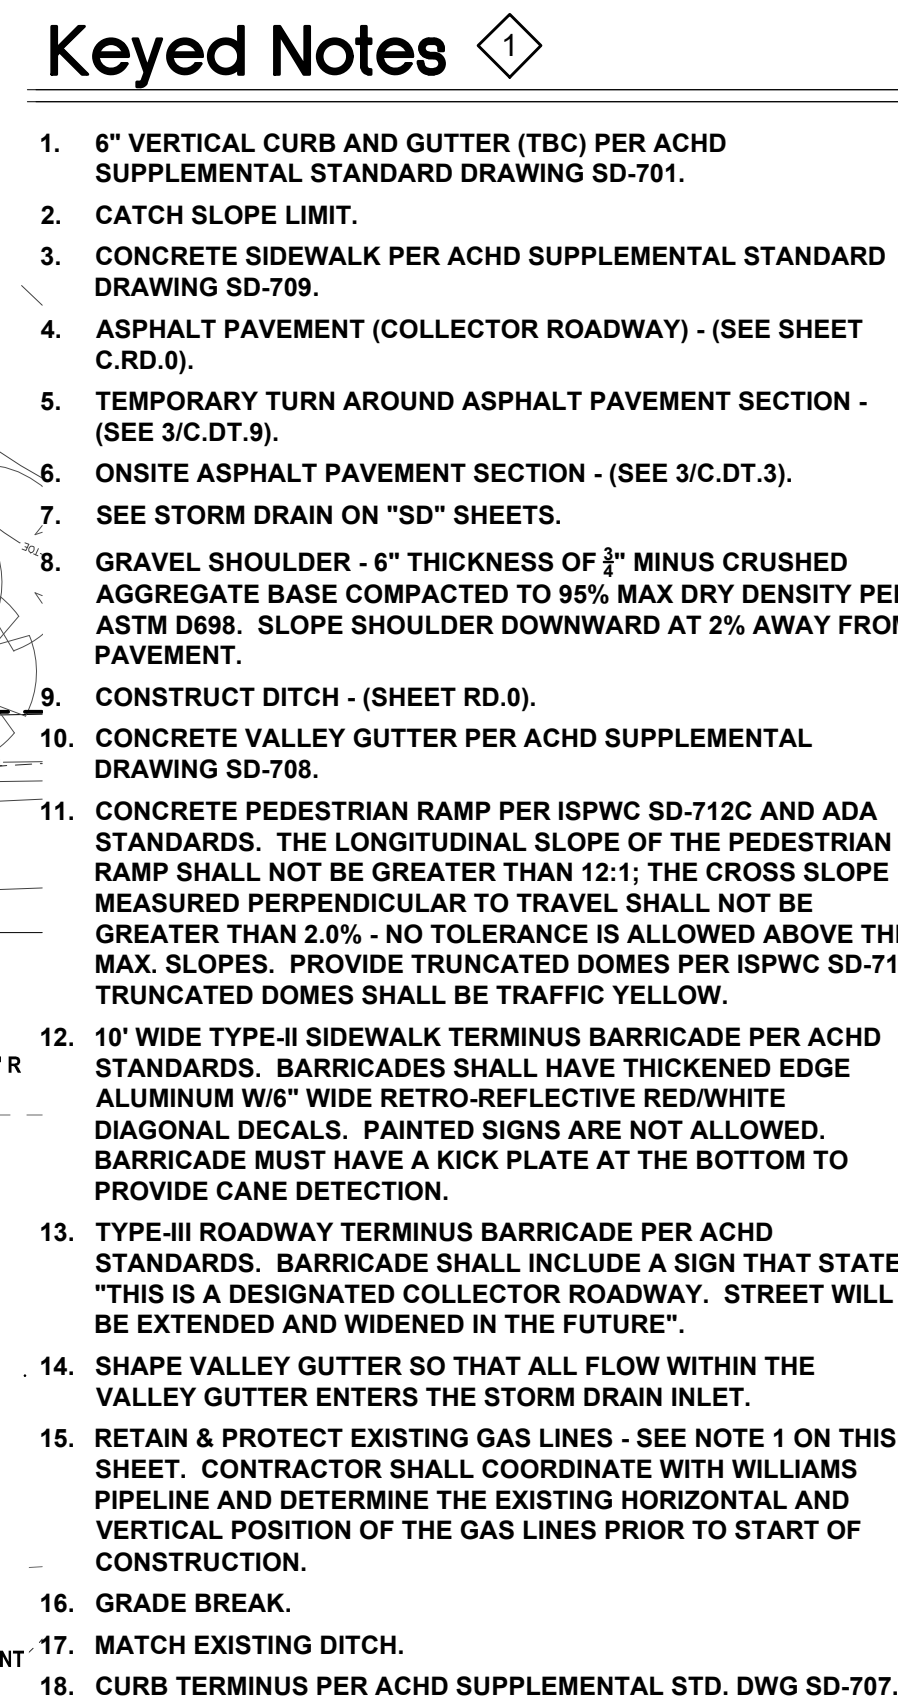 Keyed Notes 1
1. 6" VERTICAL CURB AND GUTTER (TBC) PER ACHD
SUPPLEMENTAL STANDARD DRAWING SD-701.
2. CATCH SLOPE LIMIT.
3. CONCRETE SIDEWALK PER ACHD SUPPLEMENTAL STANDARD
DRAWING SD-709.
4. ASPHALT PAVEMENT (COLLECTOR ROADWAY) - (SEE SHEET
C.RD.0).
5. TEMPORARY TURN AROUND ASPHALT PAVEMENT SECTION -
(SEE 3/C.DT.9).
6. ONSITE ASPHALT PAVEMENT SECTION - (SEE 3/C.DT.3).
7. SEE STORM DRAIN ON "SD" SHEETS.
TOE
8. GRAVEL SHOULDER - 6" THICKNESS OF 3/4" MINUS CRUSHED
AGGREGATE BASE COMPACTED TO 95% MAX DRY DENSITY PE
ASTM D698. SLOPE SHOULDER DOWNWARD AT 2% AWAY FRO
PAVEMENT.
9. CONSTRUCT DITCH - (SHEET RD.0).
10. CONCRETE VALLEY GUTTER PER ACHD SUPPLEMENTAL
DRAWING SD-708.
11. CONCRETE PEDESTRIAN RAMP PER ISPWC SD-712C AND ADA
STANDARDS. THE LONGITUDINAL SLOPE OF THE PEDESTRIAN
RAMP SHALL NOT BE GREATER THAN 12:1; THE CROSS SLOPE
MEASURED PERPENDICULAR TO TRAVEL SHALL NOT BE
GREATER THAN 2.0% - NO TOLERANCE IS ALLOWED ABOVE TH
MAX. SLOPES. PROVIDE TRUNCATED DOMES PER ISPWC SD-71
TRUNCATED DOMES SHALL BE TRAFFIC YELLOW.
12. 10' WIDE TYPE-II SIDEWALK TERMINUS BARRICADE PER ACHD
' R STANDARDS. BARRICADES SHALL HAVE THICKENED EDGE
ALUMINUM W/6" WIDE RETRO-REFLECTIVE RED/WHITE
DIAGONAL DECALS. PAINTED SIGNS ARE NOT ALLOWED.
BARRICADE MUST HAVE A KICK PLATE AT THE BOTTOM TO
PROVIDE CANE DETECTION.
13. TYPE-III ROADWAY TERMINUS BARRICADE PER ACHD
STANDARDS. BARRICADE SHALL INCLUDE A SIGN THAT STATE
"THIS IS A DESIGNATED COLLECTOR ROADWAY. STREET WILL
BE EXTENDED AND WIDENED IN THE FUTURE".
14. SHAPE VALLEY GUTTER SO THAT ALL FLOW WITHIN THE
VALLEY GUTTER ENTERS THE STORM DRAIN INLET.
15. RETAIN & PROTECT EXISTING GAS LINES - SEE NOTE 1 ON THIS
SHEET. CONTRACTOR SHALL COORDINATE WITH WILLIAMS
PIPELINE AND DETERMINE THE EXISTING HORIZONTAL AND
VERTICAL POSITION OF THE GAS LINES PRIOR TO START OF
CONSTRUCTION.
16. GRADE BREAK.
NT 17. MATCH EXISTING DITCH.
18. CURB TERMINUS PER ACHD SUPPLEMENTAL STD. DWG SD-707.